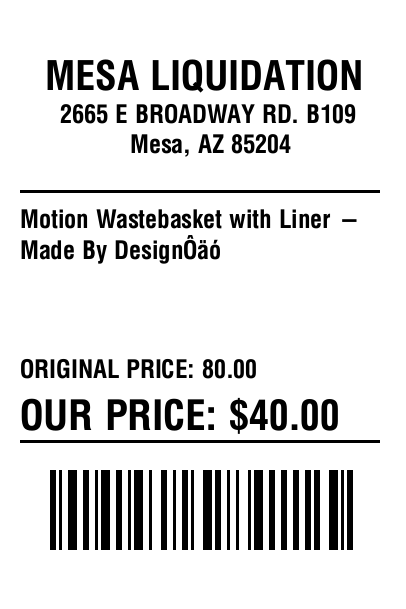 MESA LIQUIDATION
2665 E BROADWAY RD. B109
Mesa, AZ 85204
Motion Wastebasket with Liner –
Made By DesignÔäó
ORIGINAL PRICE: 80.00
OUR PRICE: $40.00